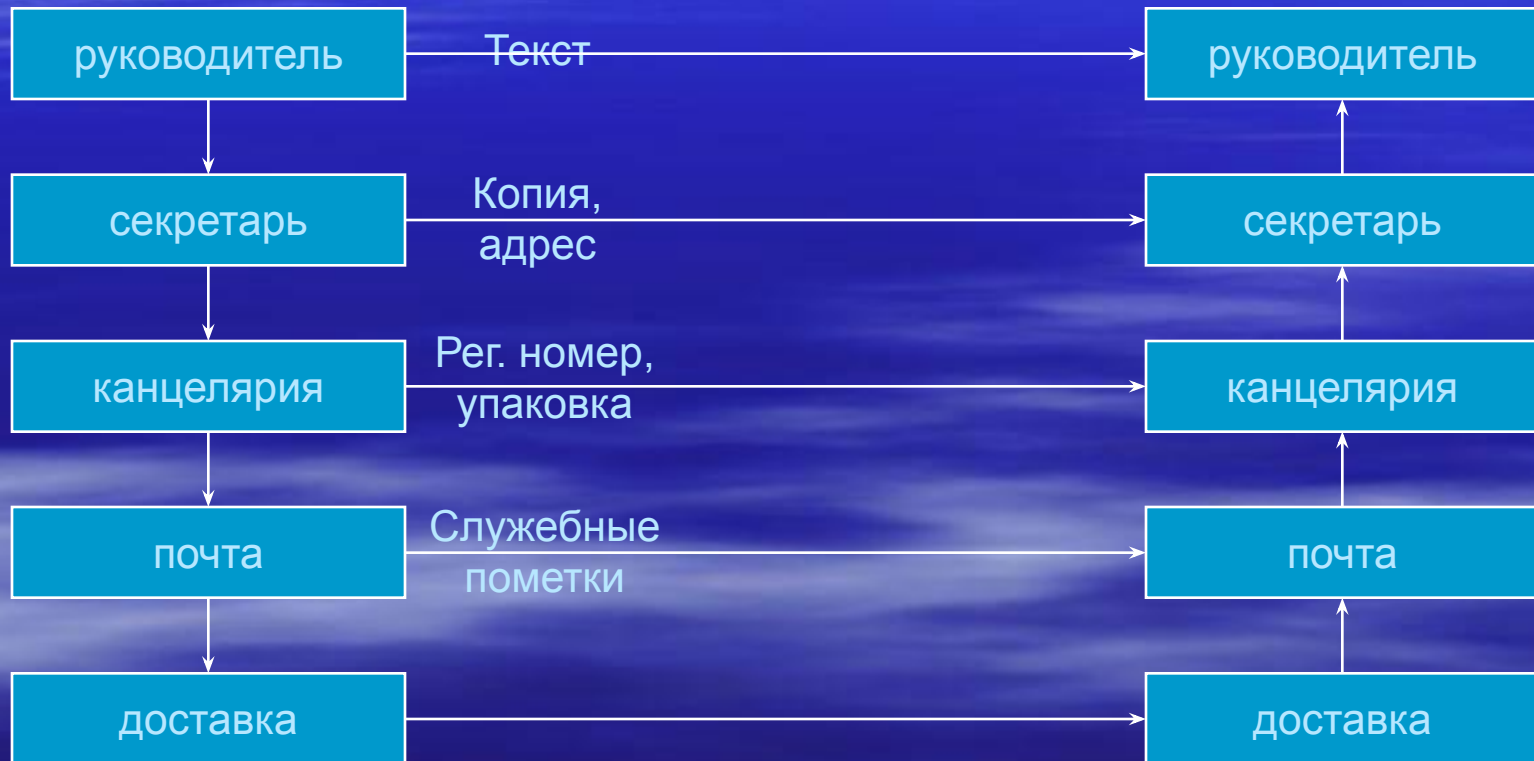 руководитель
Текст
руководитель
секретарь
Копия,
адрес
секретарь
канцелярия
Рег. номер,
упаковка
канцелярия
почта
Служебные
пометки
почта
доставка
доставка